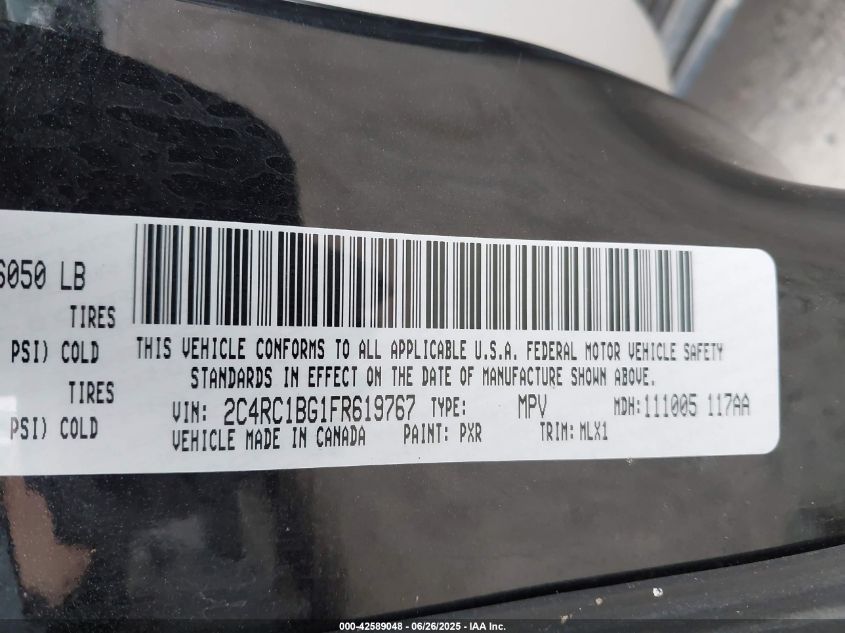 6050 LB
TIRES
PSI) COLD
TIRES
PSI) COLD
THIS VEHICLE CONFORMS TO ALL APPLICABLE U.S.A. FEDERAL MOTOR VEHICLE SAFETY
STANDARDS IN EFFECT ON THE DATE OF MANUFACTURE SHOWN ABOVE.
VIN: 2C4RC1BG1FR619767 TYPE: MPV MDH:111005 117AA
VEHICLE MADE IN CANADA PAINT: PXR TRIM: MLX1
000-42589048 - 06/26/2025 - IAA Inc.